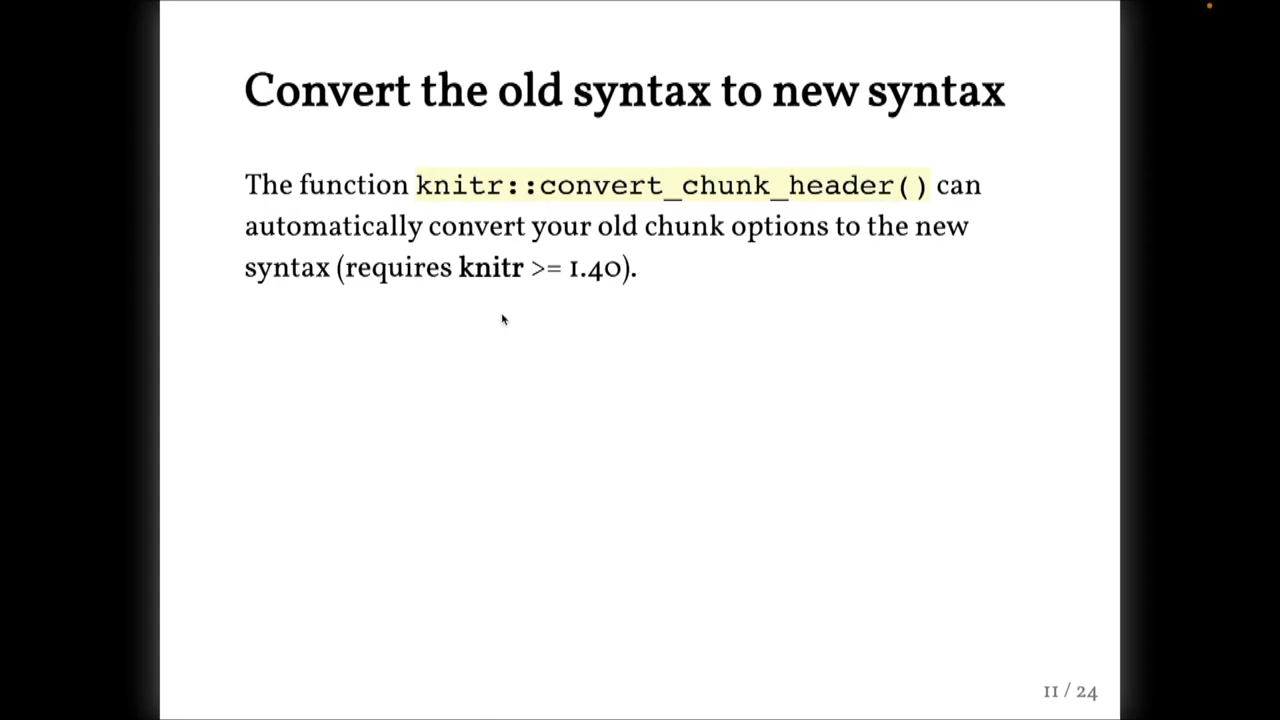 Convert the old syntax to new syntax
The function knitr::convert_chunk_header() can
automatically convert your old chunk options to the new
syntax (requires knitr >= 1.40).
11 / 24